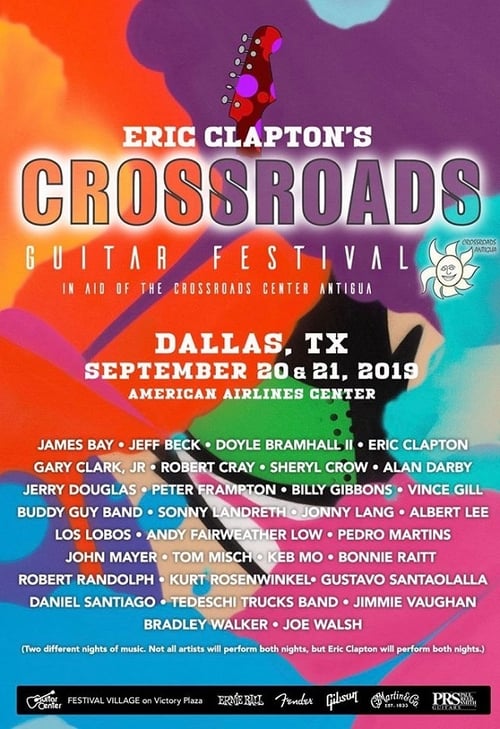 ERIC CLAPTON'S
CROSSROADS
GUITAR FESTIVAL
CROSSROADS
ANTIGUA
IN AID OF THE CROSSROADS CENTER ANTIGUA
DALLAS, TX
SEPTEMBER 20 & 21, 2019
AMERICAN AIRLINES CENTER
JAMES BAY • JEFF BECK • DOYLE BRAMHALL II • ERIC CLAPTON
GARY CLARK, JR • ROBERT CRAY • SHERYL CROW • ALAN DARBY
JERRY DOUGLAS • PETER FRAMPTON • BILLY GIBBONS • VINCE GILL
BUDDY GUY BAND • SONNY LANDRETH • JONNY LANG • ALBERT LEE
LOS LOBOS • ANDY FAIRWEATHER LOW • PEDRO MARTINS
JOHN MAYER • TOM MISCH • KEB MO • BONNIE RAITT
ROBERT RANDOLPH • KURT ROSENWINKEL• GUSTAVO SANTAOLALLA
DANIEL SANTIAGO • TEDESCHI TRUCKS BAND • JIMMIE VAUGHAN
BRADLEY WALKER • JOE WALSH
(Two different nights of music. Not all artists will perform both nights, but Eric Clapton will perform both nights.)
Guitar Center FESTIVAL VILLAGE on Victory Plaza ERNIE BALL Fender Gibson Martin & Co EST. 1833 PRS GUITARS PAUL REED SMITH